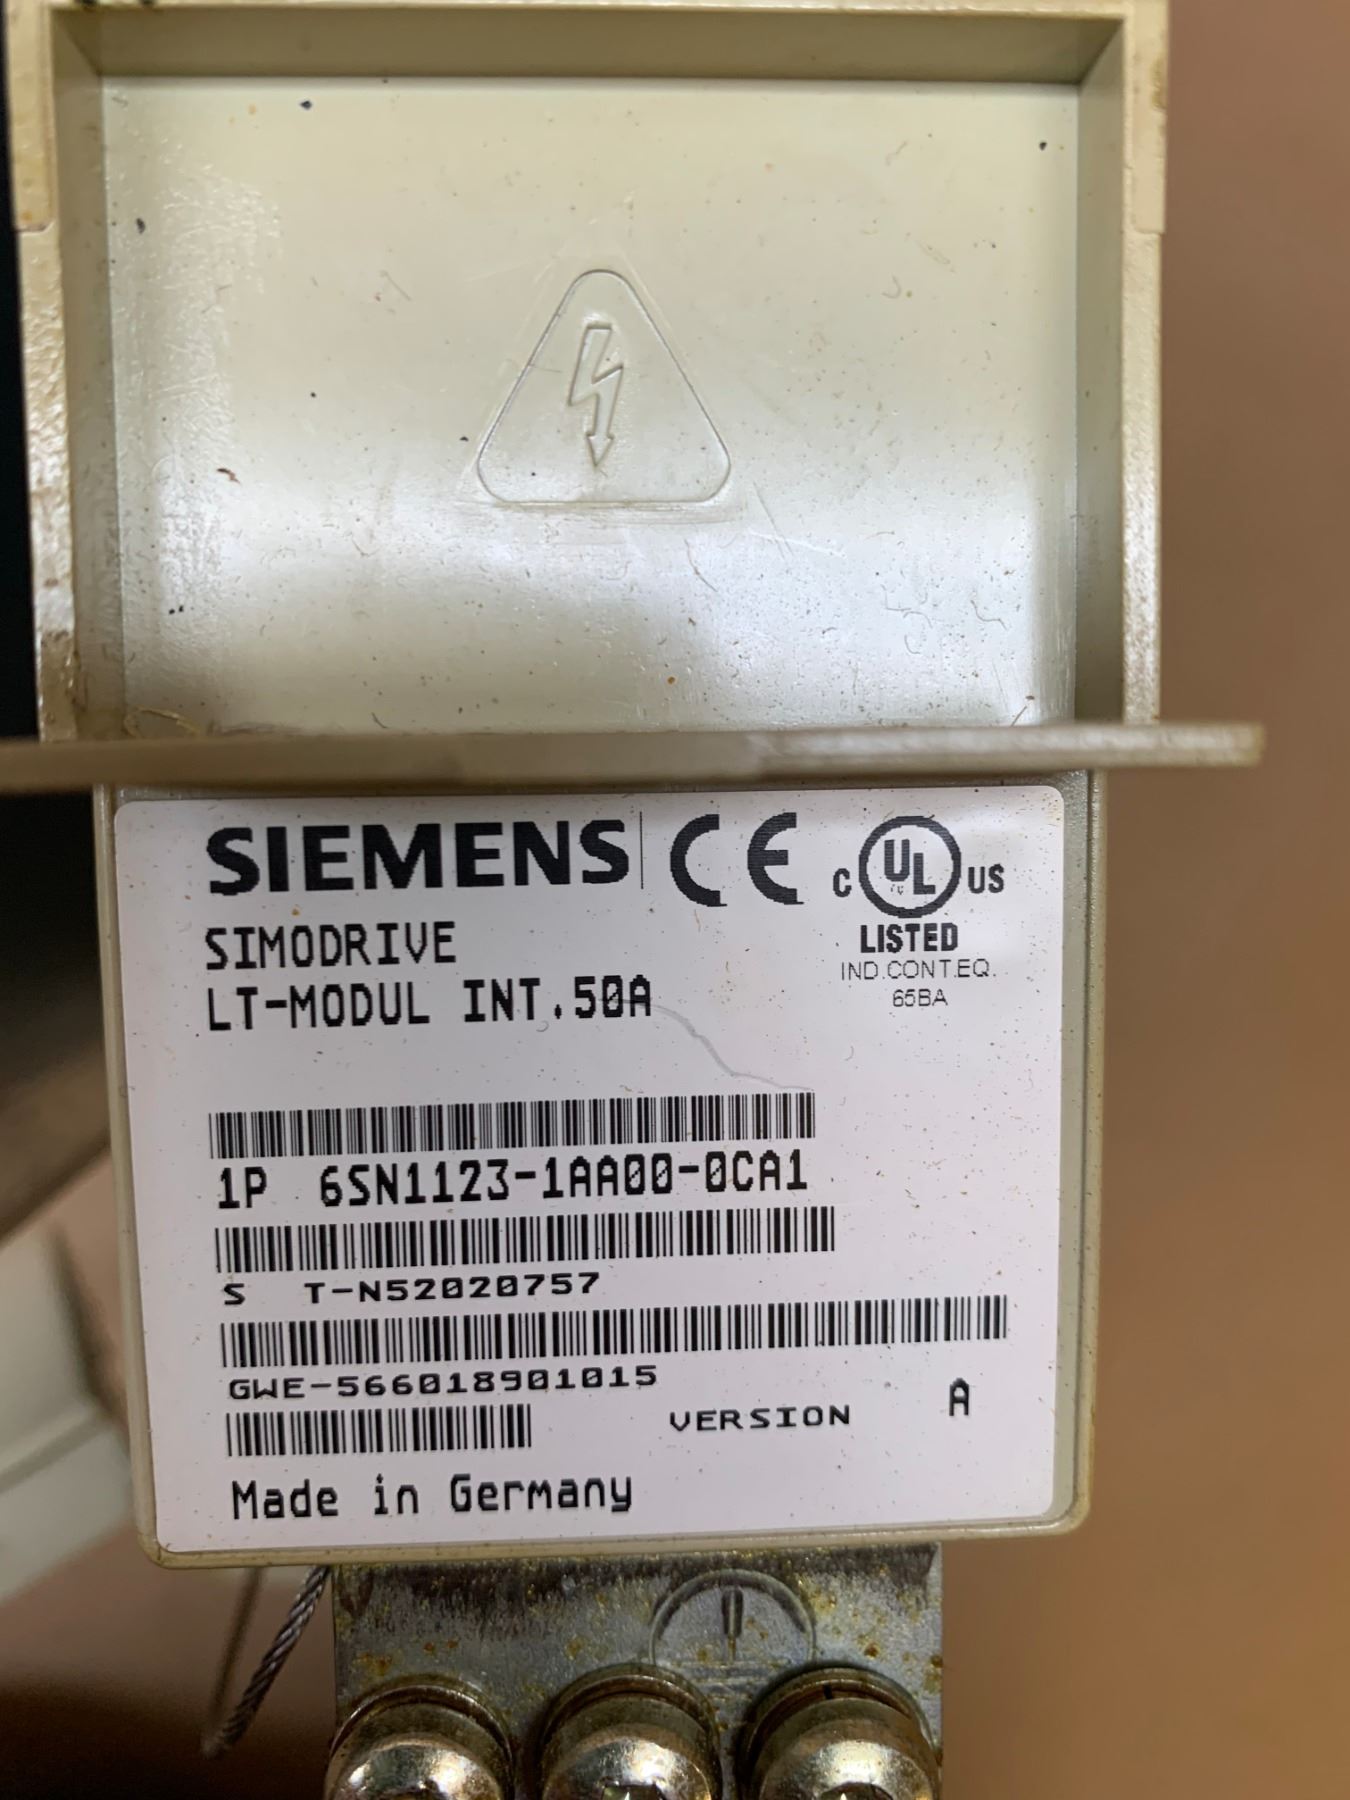 SIEMENS CE
C UL US
LISTED
IND.CONT.EQ.
65BA
SIMODRIVE
LT-MODUL INT.50A
1P 6SN1123-1AA00-0CA1
S T-N52020757
GWE-566018901015
VERSION A
Made in Germany